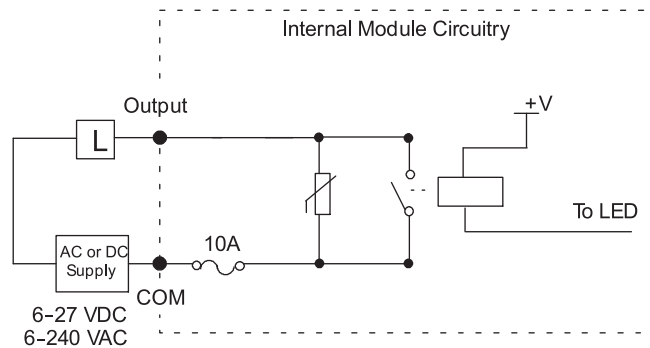 Internal Module Circuitry
Output
+V
L
To LED
AC or DC
Supply
10A
COM
6-27 VDC
6-240 VAC